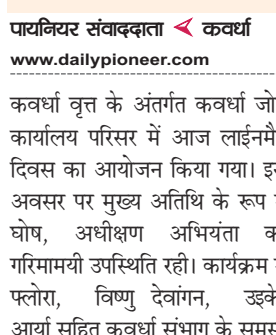 पायनियर संवाददाता कवर्धा
www.dailypioneer.com
कवर्धा वृत्त के अंतर्गत कवर्धा
कार्यालय परिसर में आज
दिवस का आयोजन किया गया।
अवसर पर मुख्य अतिथि के रूप
घोष, अधीक्षण अभियंता
गरिमामयी उपस्थिति रही। कार्यक्रम
फ्लोरा, विष्णु देवांगन,
आर्या सहित कवर्धा संभाग के